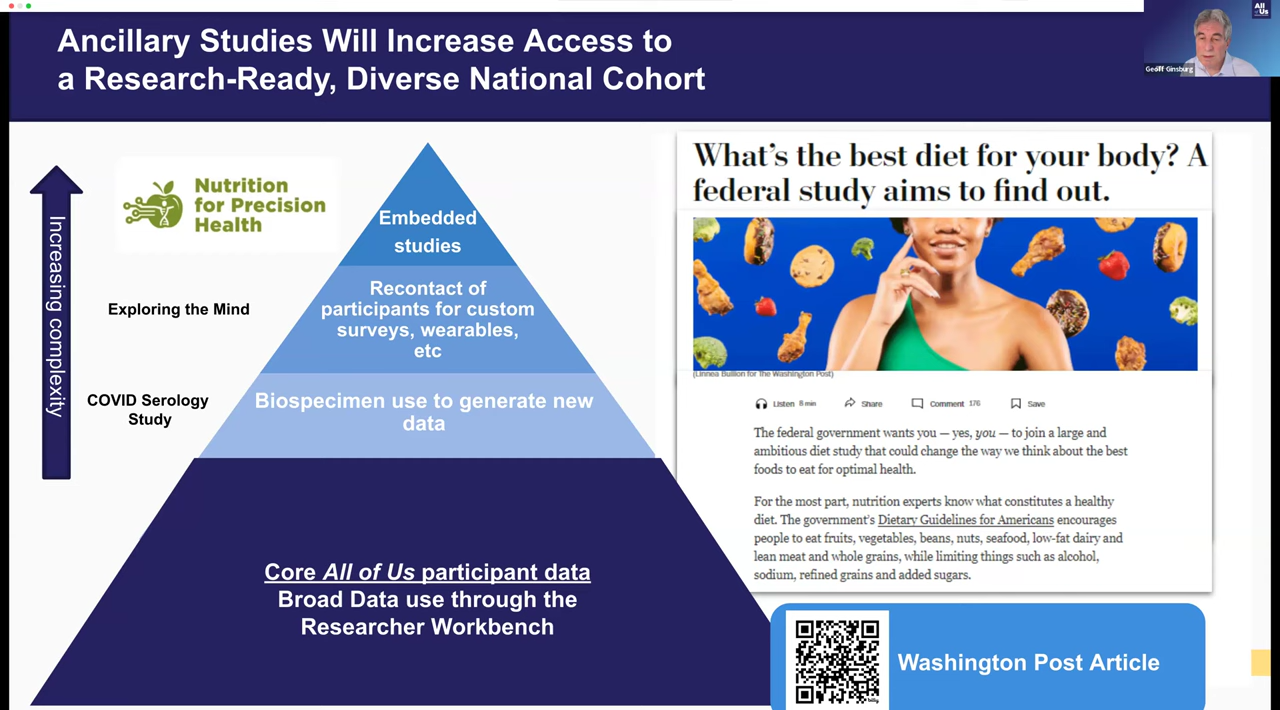 Ancillary Studies Will Increase Access to
a Research-Ready, Diverse National Cohort
All
of Us
Geoff Ginsburg
Increasing complexity
Nutrition
for Precision
Health
Exploring the Mind
COVID Serology
Study
Embedded
studies
Recontact of
participants for custom
surveys, wearables,
etc
Biospecimen use to generate new
data
Core All of Us participant data
Broad Data use through the
Researcher Workbench
What's the best diet for your body? A
federal study aims to find out.
(Linnea Bullion for The Washington Post)
Listen 8 min Share Comment 176 Save
The federal government wants you — yes, you — to join a large and
ambitious diet study that could change the way we think about the best
foods to eat for optimal health.
For the most part, nutrition experts know what constitutes a healthy
diet. The government's Dietary Guidelines for Americans encourages
people to eat fruits, vegetables, beans, nuts, seafood, low-fat dairy and
lean meat and whole grains, while limiting things such as alcohol,
sodium, refined grains and added sugars.
Washington Post Article